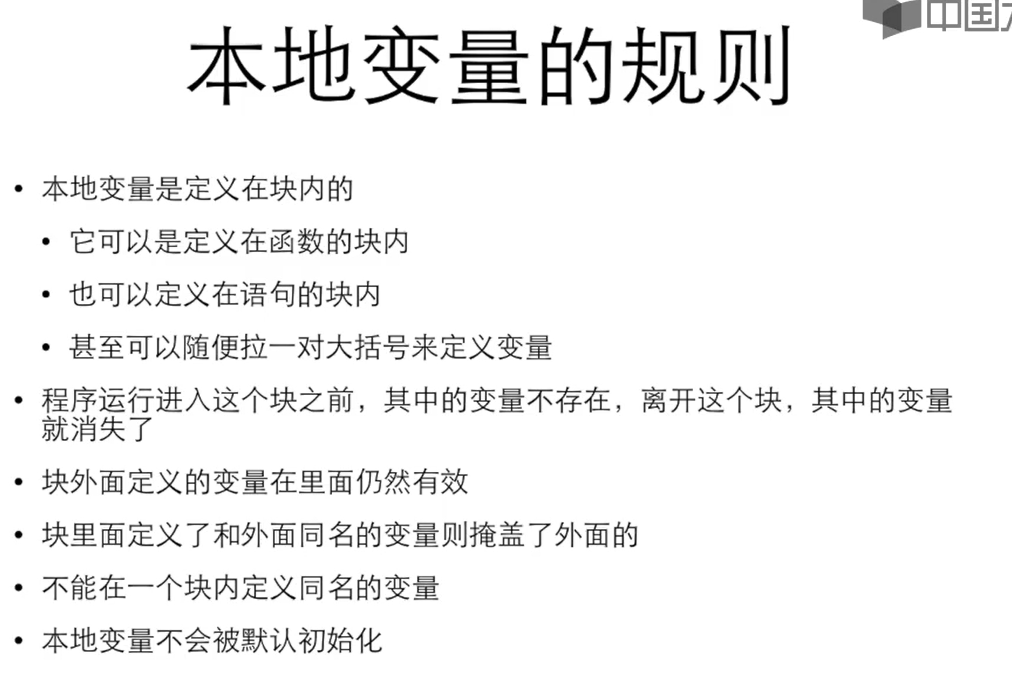 中国
本地变量的规则
• 本地变量是定义在块内的
• 它可以是定义在函数的块内
• 也可以定义在语句的块内
• 甚至可以随便拉一对大括号来定义变量
• 程序运行进入这个块之前，其中的变量不存在，离开这个块，其中的变量
就消失了
• 块外面定义的变量在里面仍然有效
• 块里面定义了和外面同名的变量则掩盖了外面的
• 不能在一个块内定义同名的变量
• 本地变量不会被默认初始化